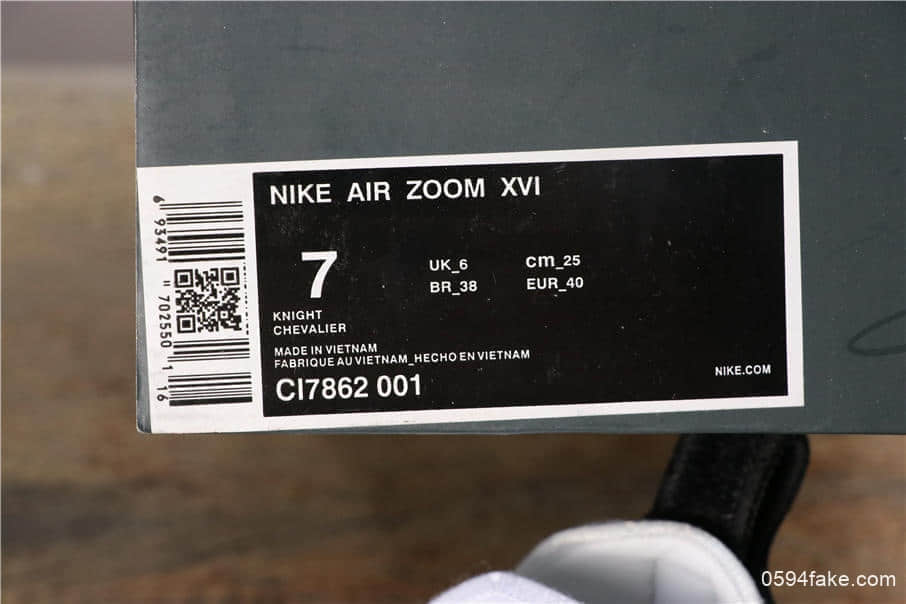 NIKE AIR ZOOM XVI
7
UK_6
cm_25
BR_38
EUR_40
KNIGHT
CHEVALIER
MADE IN VIETNAM
FABRIQUE AU VIETNAM_HECHO EN VIETNAM
CI7862 001
NIKE.COM
6 93491 702550 1 16
0594fake.com